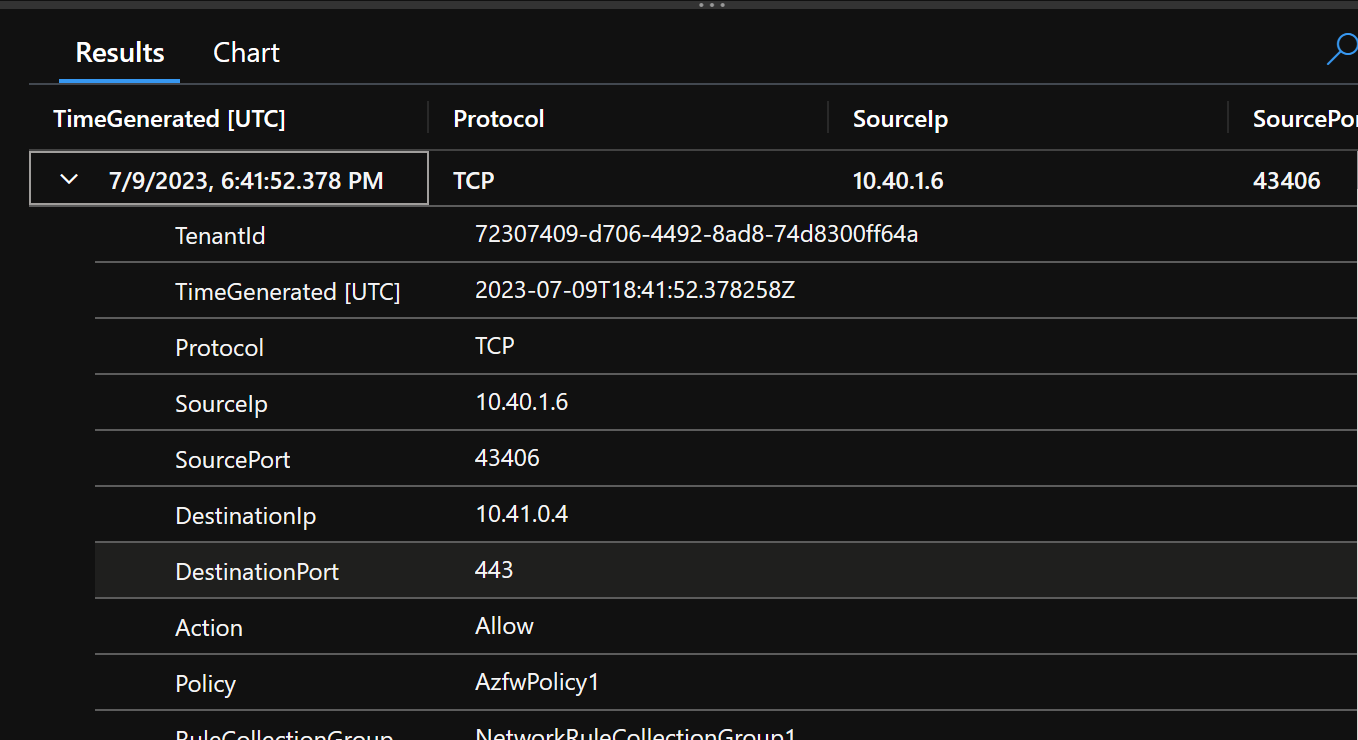 Results Chart
TimeGenerated [UTC] Protocol SourceIp SourcePor
7/9/2023, 6:41:52.378 PM TCP 10.40.1.6 43406
TenantId 72307409-d706-4492-8ad8-74d8300ff64a
TimeGenerated [UTC] 2023-07-09T18:41:52.378258Z
Protocol TCP
SourceIp 10.40.1.6
SourcePort 43406
DestinationIp 10.41.0.4
DestinationPort 443
Action Allow
Policy AzfwPolicy1
RuleCollectionGroup NetworkRuleCollectionGroup1